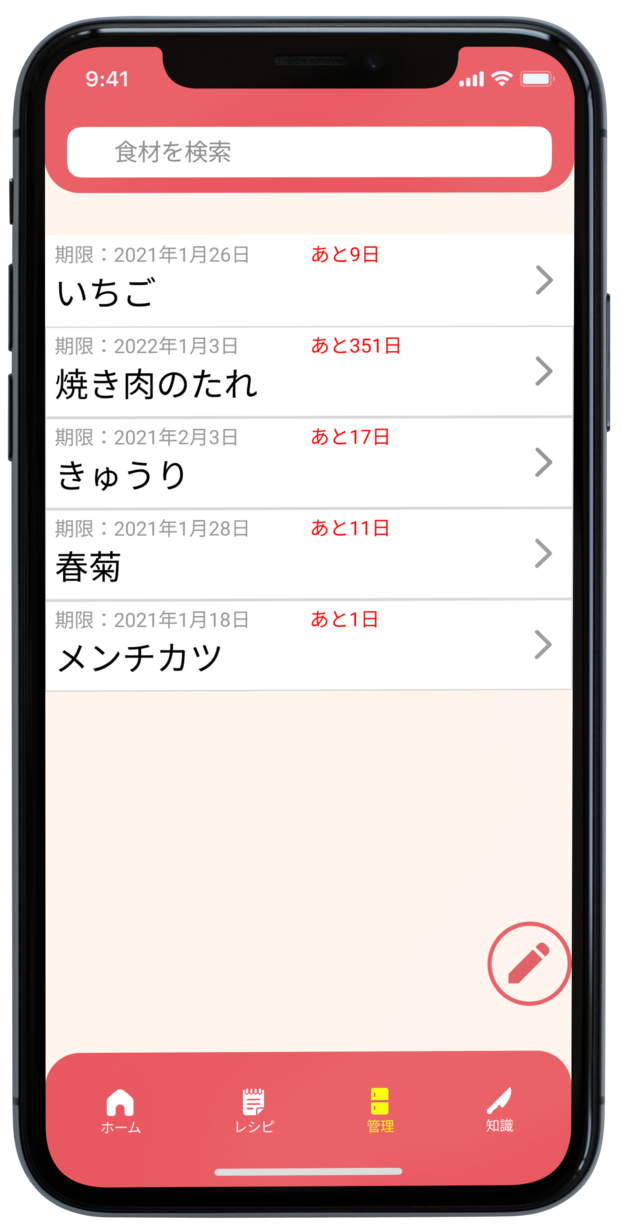 9:41
食材を検索
期限：2021年1月26日 あと9日
いちご
期限：2022年1月3日 あと351日
焼き肉のたれ
期限：2021年2月3日 あと17日
きゅうり
期限：2021年1月28日 あと11日
春菊
期限：2021年1月18日 あと1日
メンチカツ
ホーム レシピ 管理 知識